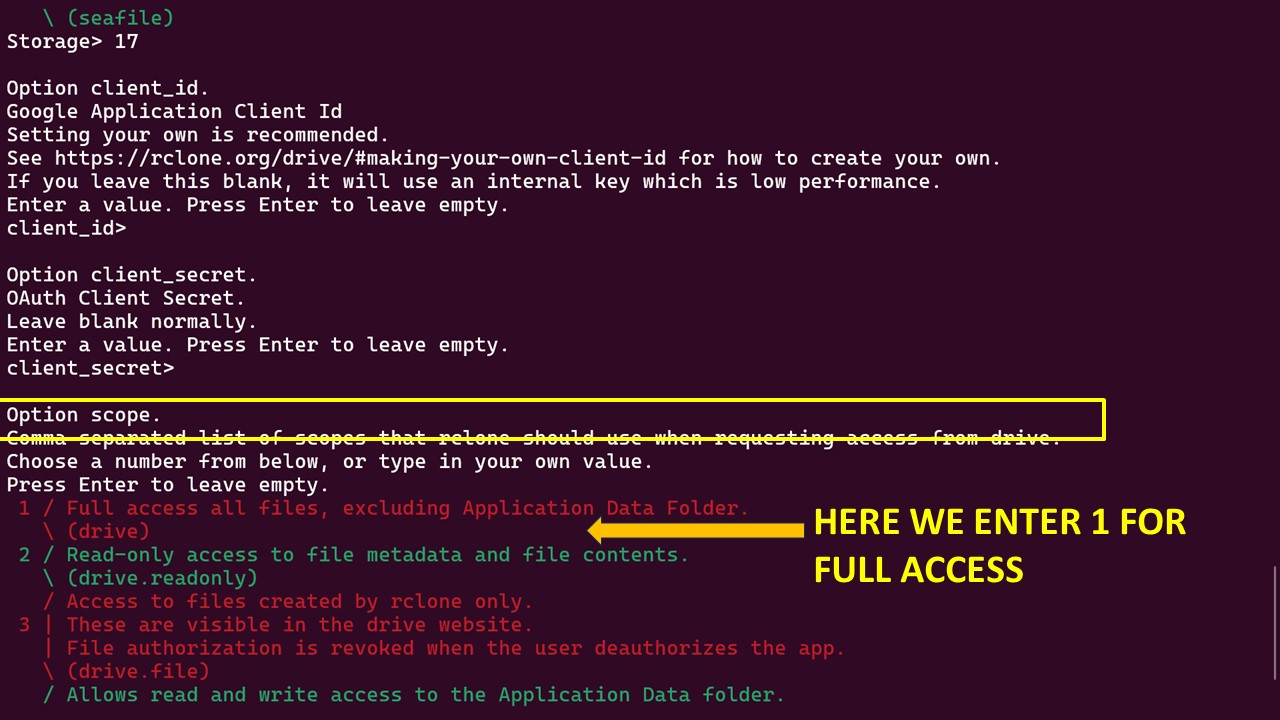 \ (seafile)
Storage> 17
Option client_id.
Google Application Client Id
Setting your own is recommended.
See https://rclone.org/drive/#making-your-own-client-id for how to create your own.
If you leave this blank, it will use an internal key which is low performance.
Enter a value. Press Enter to leave empty.
client_id>
Option client_secret.
OAuth Client Secret.
Leave blank normally.
Enter a value. Press Enter to leave empty.
client_secret>
Option scope.
Comma separated list of scopes that rclone should use when requesting access from drive.
Choose a number from below, or type in your own value.
Press Enter to leave empty.
1 / Full access all files, excluding Application Data Folder.
\ (drive)
2 / Read-only access to file metadata and file contents.
\ (drive.readonly)
/ Access to files created by rclone only.
3 | These are visible in the drive website.
| File authorization is revoked when the user deauthorizes the app.
\ (drive.file)
/ Allows read and write access to the Application Data folder.
HERE WE ENTER 1 FOR
FULL ACCESS